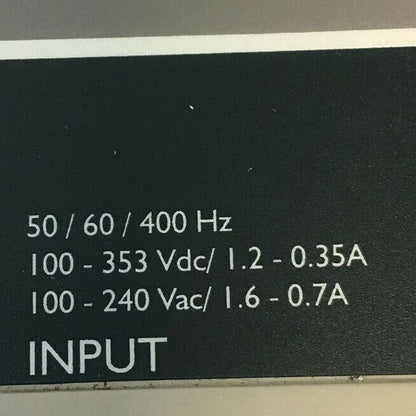 50 / 60 / 400 Hz
100 - 353 Vdc/ 1.2 - 0.35A
100 - 240 Vac/ 1.6 - 0.7A
INPUT